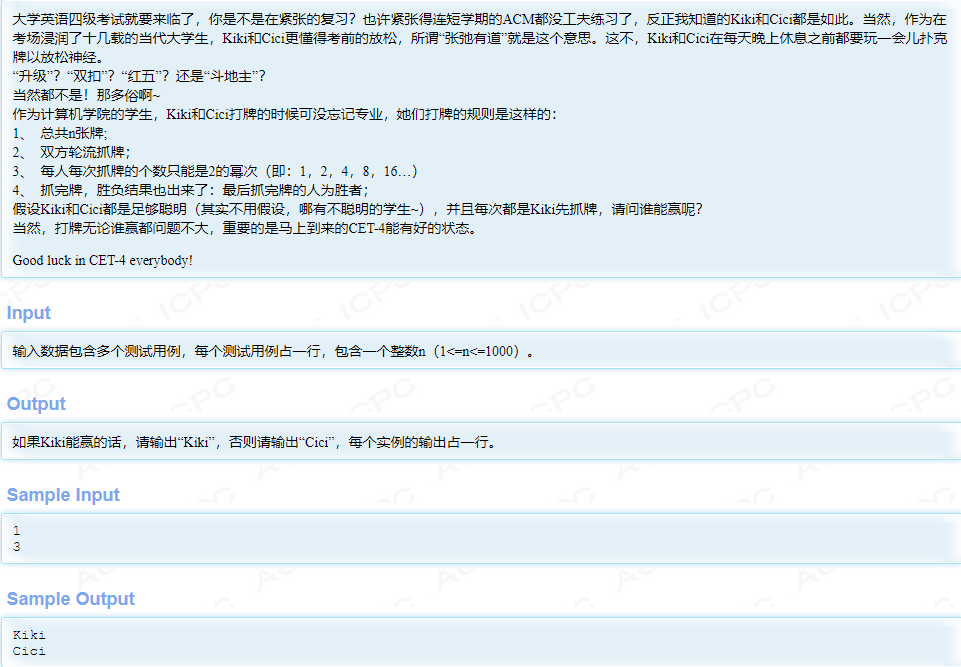 大学英语四级考试就要来临了，你是不是在紧张的复习？也许紧张得连短学期的ACM都没工夫练习了，反正我知道的Kiki和Cici都是如此。当然，作为在
考场浸润了十几载的当代大学生，Kiki和Cici更懂得考前的放松，所谓“张弛有道”就是这个意思。这不，Kiki和Cici在每天晚上休息之前都要玩一会儿扑克
牌以放松神经。
“升级”？“双扣”？“红五”？还是“斗地主”？
当然都不是！那多俗啊~
作为计算机学院的学生，Kiki和Cici打牌的时候可没忘记专业，她们打牌的规则是这样的：
1、 总共n张牌;
2、 双方轮流抓牌；
3、 每人每次抓牌的个数只能是2的幂次（即：1，2，4，8，16…）
4、 抓完牌，胜负结果也出来了：最后抓完牌的人为胜者；
假设Kiki和Cici都是足够聪明（其实不用假设，哪有不聪明的学生~），并且每次都是Kiki先抓牌，请问谁能赢呢？
当然，打牌无论谁赢都问题不大，重要的是马上到来的CET-4能有好的状态。
Good luck in CET-4 everybody!
Input
输入数据包含多个测试用例，每个测试用例占一行，包含一个整数n（1<=n<=1000）。
Output
如果Kiki能赢的话，请输出“Kiki”，否则请输出“Cici”，每个实例的输出占一行。
Sample Input
1
3
Sample Output
Kiki
Cici